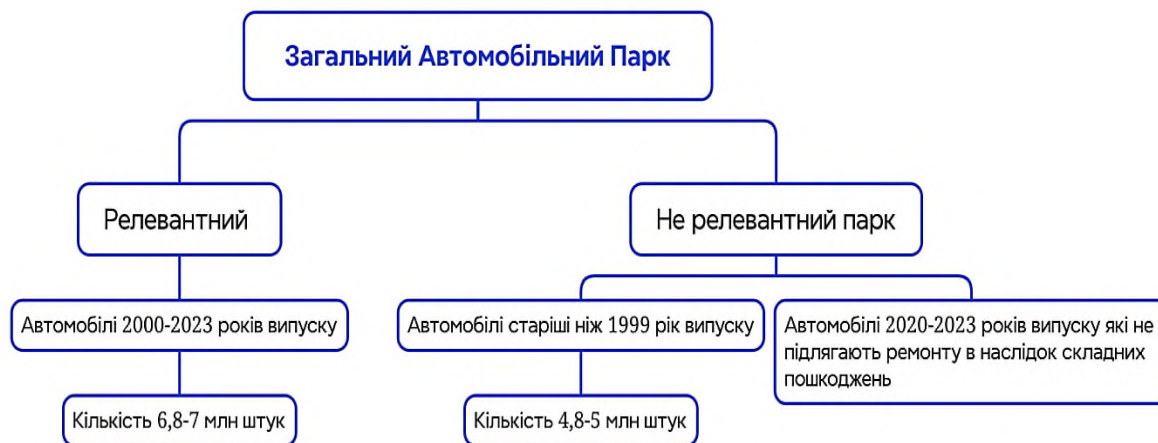 Загальний Автомобільний Парк
Релевантний
Не релевантний парк
Автомобілі 2000-2023 років випуску
Автомобілі старіші ніж 1999 рік випуску
Автомобілі 2020-2023 років випуску які не
підлягають ремонту в наслідок складних
пошкоджень
Кількість 6,8-7 млн штук
Кількість 4,8-5 млн штук